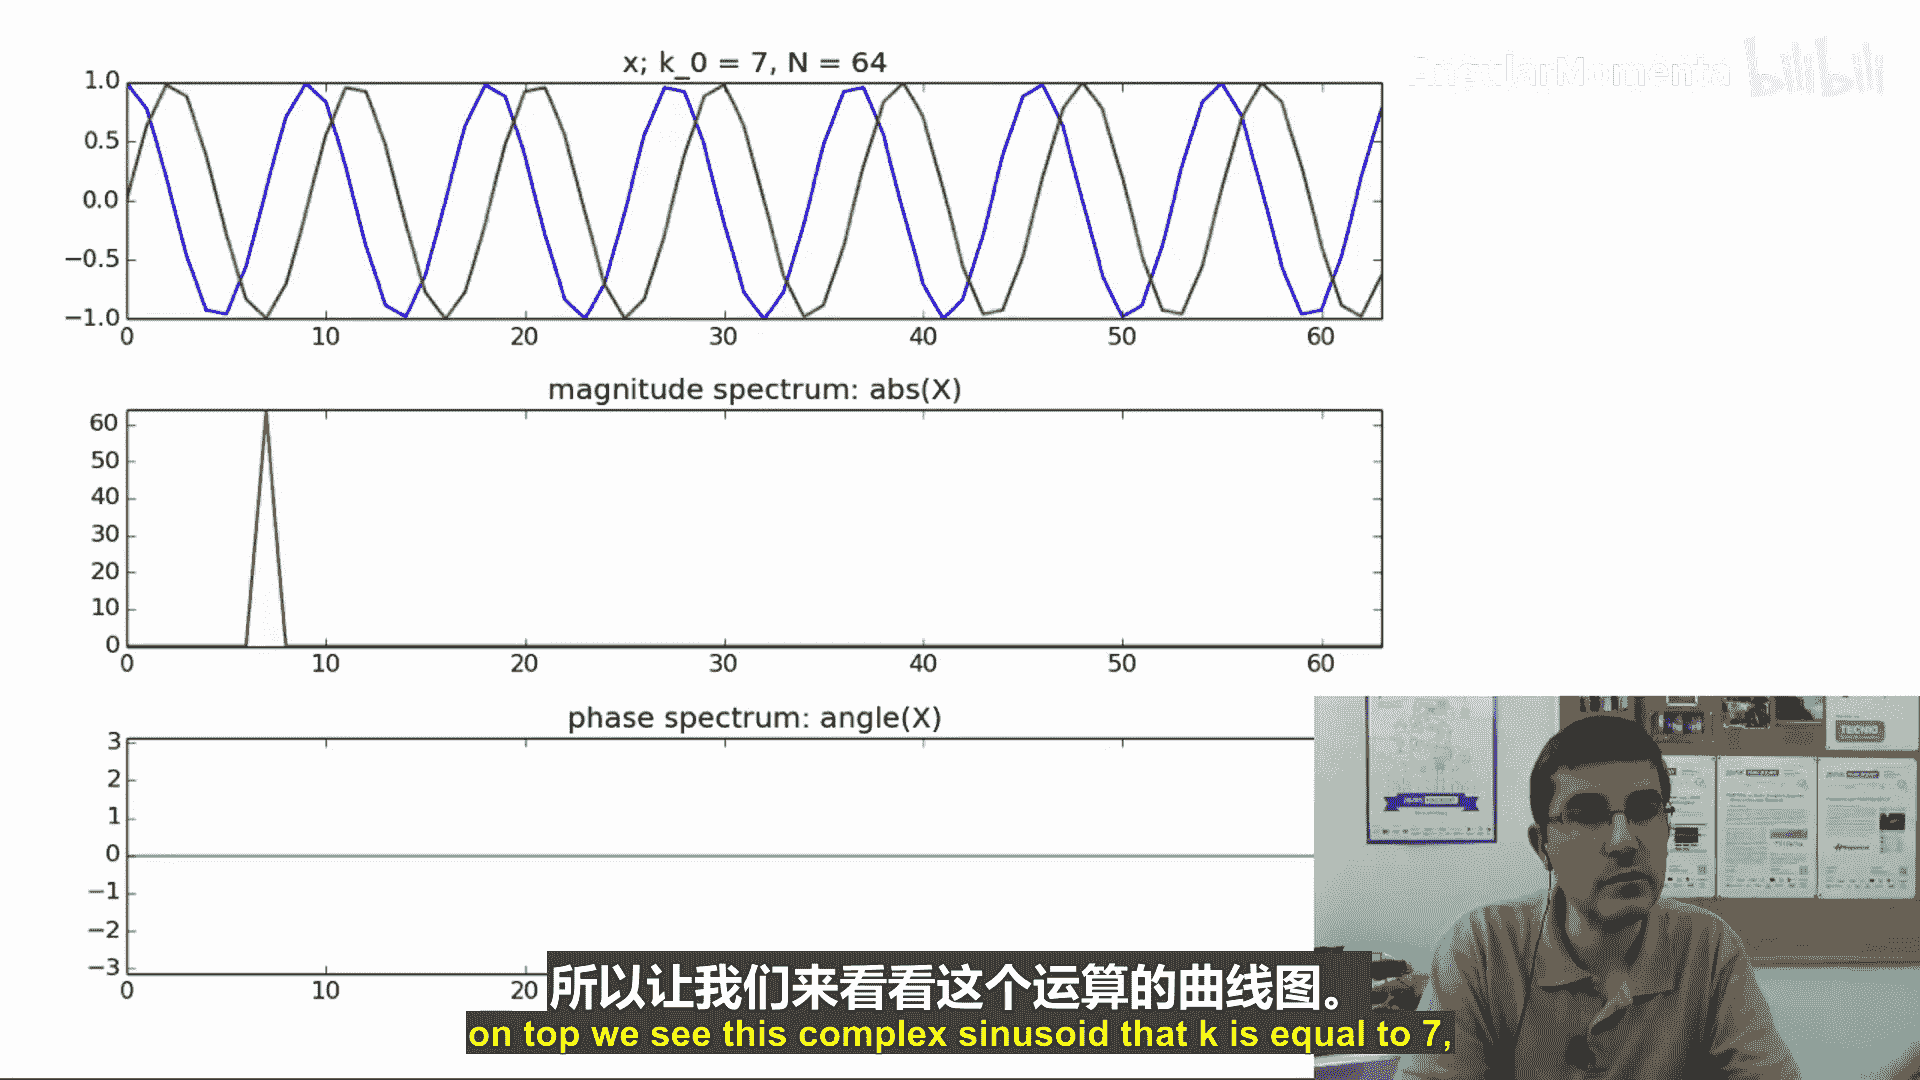 x; k_0 = 7, N = 64
AngularMomenta bilibili
1.0
0.5
0.0
−0.5
−1.0
0 10 20 30 40 50 60
magnitude spectrum: abs(X)
60
50
40
30
20
10
0
0 10 20 30 40 50 60
phase spectrum: angle(X)
3
2
1
0
−1
−2
−3
0 10 20
TECNIO
所以让我们来看看这个运算的曲线图。
on top we see this complex sinusoid that k is equal to 7,